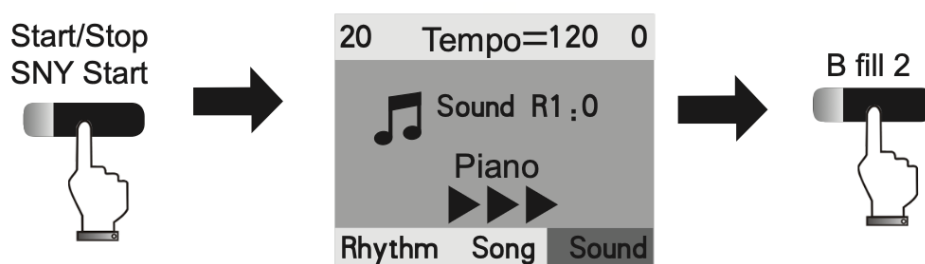 Start/Stop
SNY Start
20 Tempo=120 0
Sound R1:0
Piano
Rhythm Song Sound
B fill 2